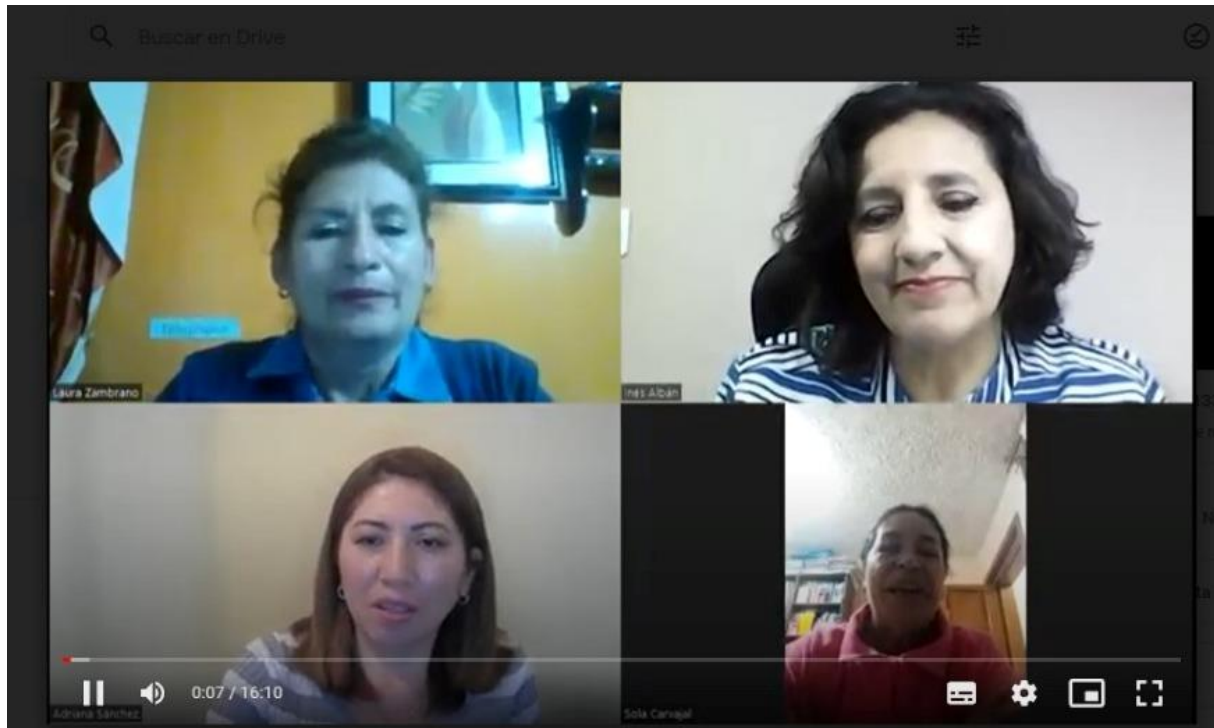 Buscar en Drive
Laura Zambrano
Inés Albán
0:07 / 16:10
Adriana Sánchez
Sola Carvajal